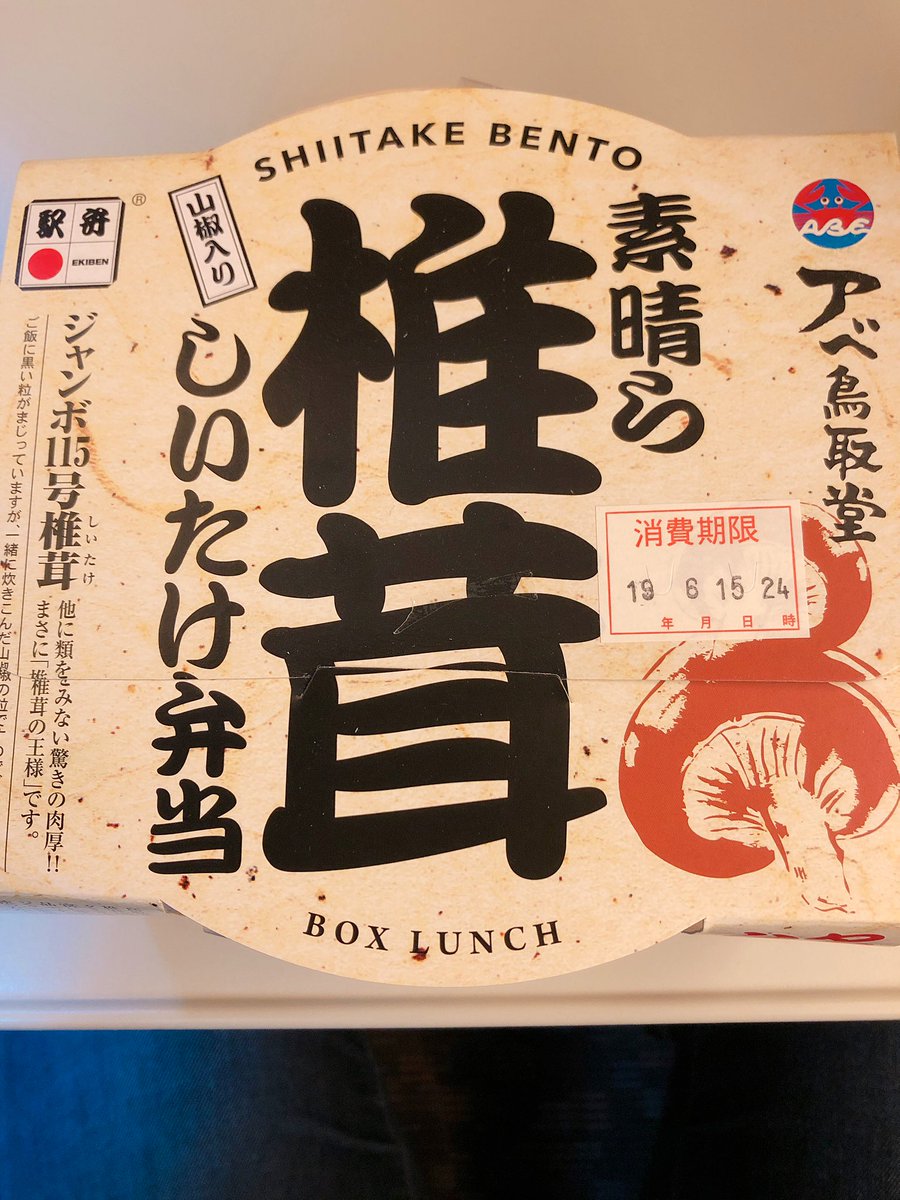 SHIITAKE BENTO
ABE
アベ鳥取堂
素晴らしい
椎茸
山椒入り
しいたけ弁当
駅弁
EKIBEN
®
ジャンボ115号椎茸
しいたけ
他に類をみない驚きの肉厚!!
まさに「椎茸の王様」です。
ご飯に黒い粒がまじっていますが、一緒に炊きこんだ山椒の粒で
消費期限
19 6 15 24
年 月 日 時
BOX LUNCH